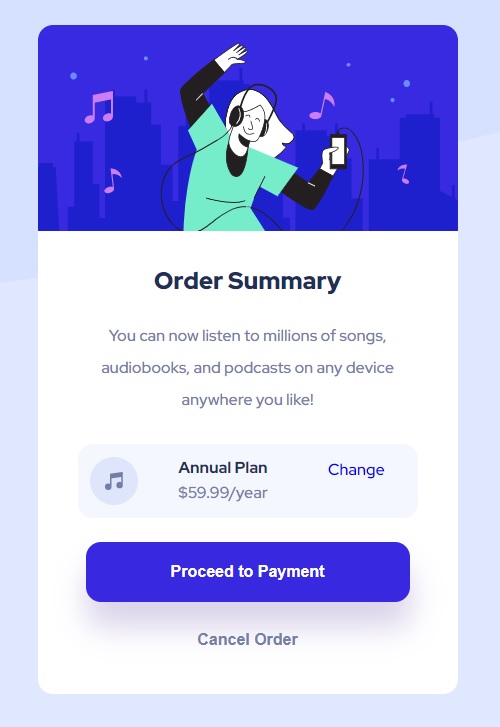 Order Summary
You can now listen to millions of songs,
audiobooks, and podcasts on any device
anywhere you like!
Annual Plan
Change
$59.99/year
Proceed to Payment
Cancel Order